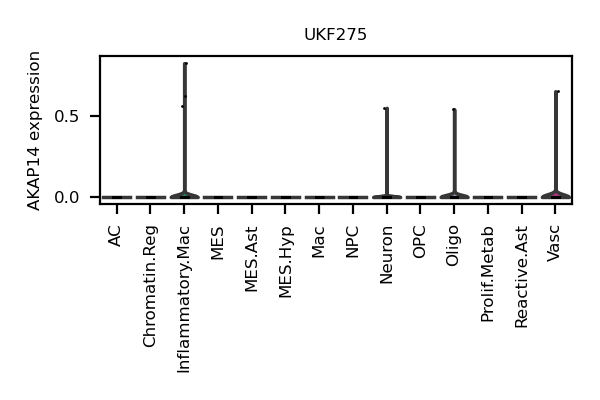 UKF275
AKAP14 expression
0.5
0.0
AC
Chromatin.Reg
Inflammatory.Mac
MES
MES.Ast
MES.Hyp
Mac
NPC
Neuron
OPC
Oligo
Prolif.Metab
Reactive.Ast
Vasc